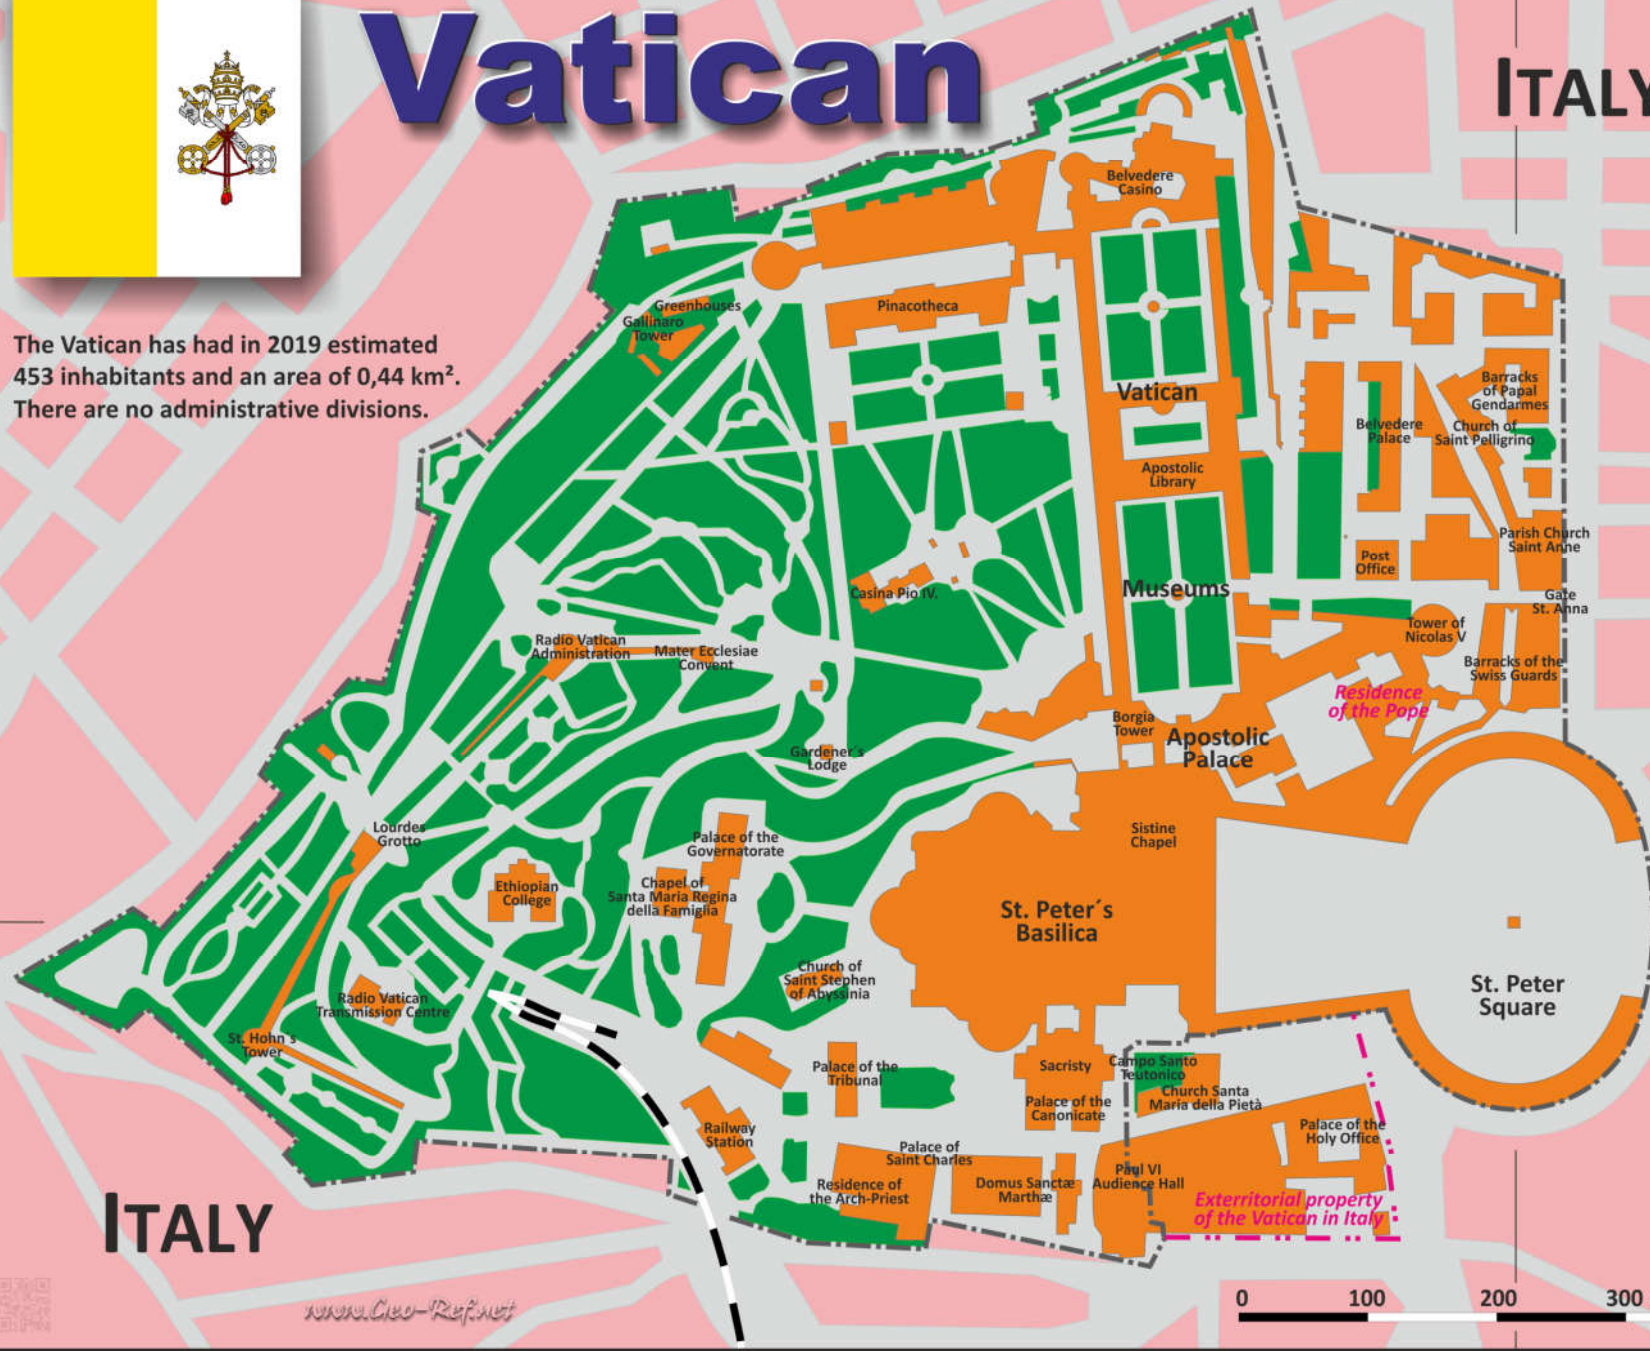 Vatican
ITALY
The Vatican has had in 2019 estimated
453 inhabitants and an area of 0,44 km².
There are no administrative divisions.
Belvedere
Casino
Greenhouses
Gallinaro
Tower
Pinacotheca
Vatican
Barracks
of Papal
Gendarmes
Belvedere
Palace
Church of
Saint Pelligrino
Apostolic
Library
Parish Church
Saint Anne
Post
Office
Museums
Casina Pio IV.
Gate
St. Anna
Tower of
Nicolas V
Radio Vatican
Administration
Mater Ecclesiae
Convent
Barracks of the
Swiss Guards
Residence
of the Pope
Borgia
Tower
Apostolic
Palace
Gardener´s
Lodge
Lourdes
Grotto
Palace of the
Governatorate
Sistine
Chapel
Ethiopian
College
Chapel of
Santa Maria Regina
della Famiglia
St. Peter´s
Basilica
Church of
Saint Stephen
of Abyssinia
St. Peter
Square
Radio Vatican
Transmission Centre
St. Hohn´s
Tower
Palace of the
Tribunal
Sacristy
Campo Santo
Teutonico
Church Santa
Maria della Pietà
Palace of the
Canonicate
Railway
Station
Palace of the
Holy Office
Palace of
Saint Charles
Residence of
the Arch-Priest
Domus Sanctæ
Marthæ
Paul VI
Audience Hall
Exterritorial property
of the Vatican in Italy
ITALY
www.Geo-Ref.net
0 100 200 300